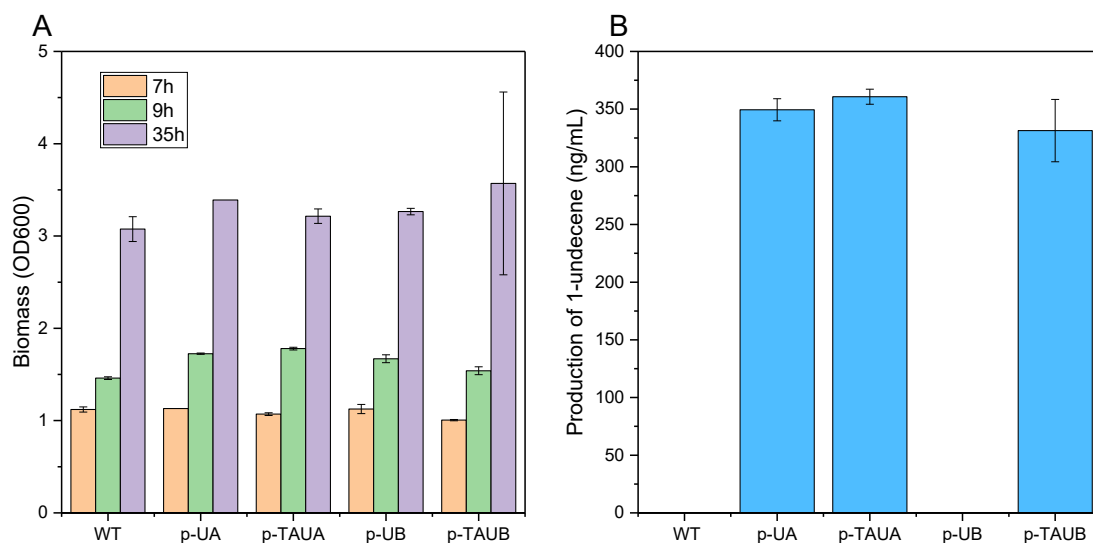 A
Biomass (OD600)
5
4
3
2
1
0
7h
9h
35h
WT p-UA p-TAUA p-UB p-TAUB
B
Production of 1-undecene (ng/mL)
400
350
300
250
200
150
100
50
0
WT p-UA p-TAUA p-UB p-TAUB